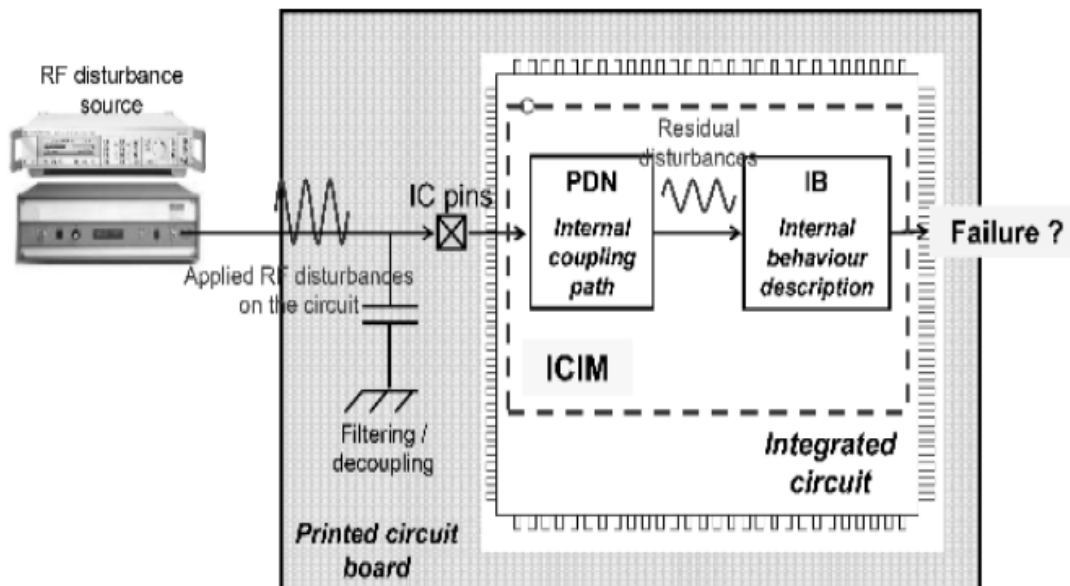 RF disturbance
source
Applied RF disturbances
on the circuit
IC pins
Filtering /
decoupling
Printed circuit
board
PDN
Internal
coupling
path
Residual
disturbances
IB
Internal
behaviour
description
ICIM
Integrated
circuit
Failure ?